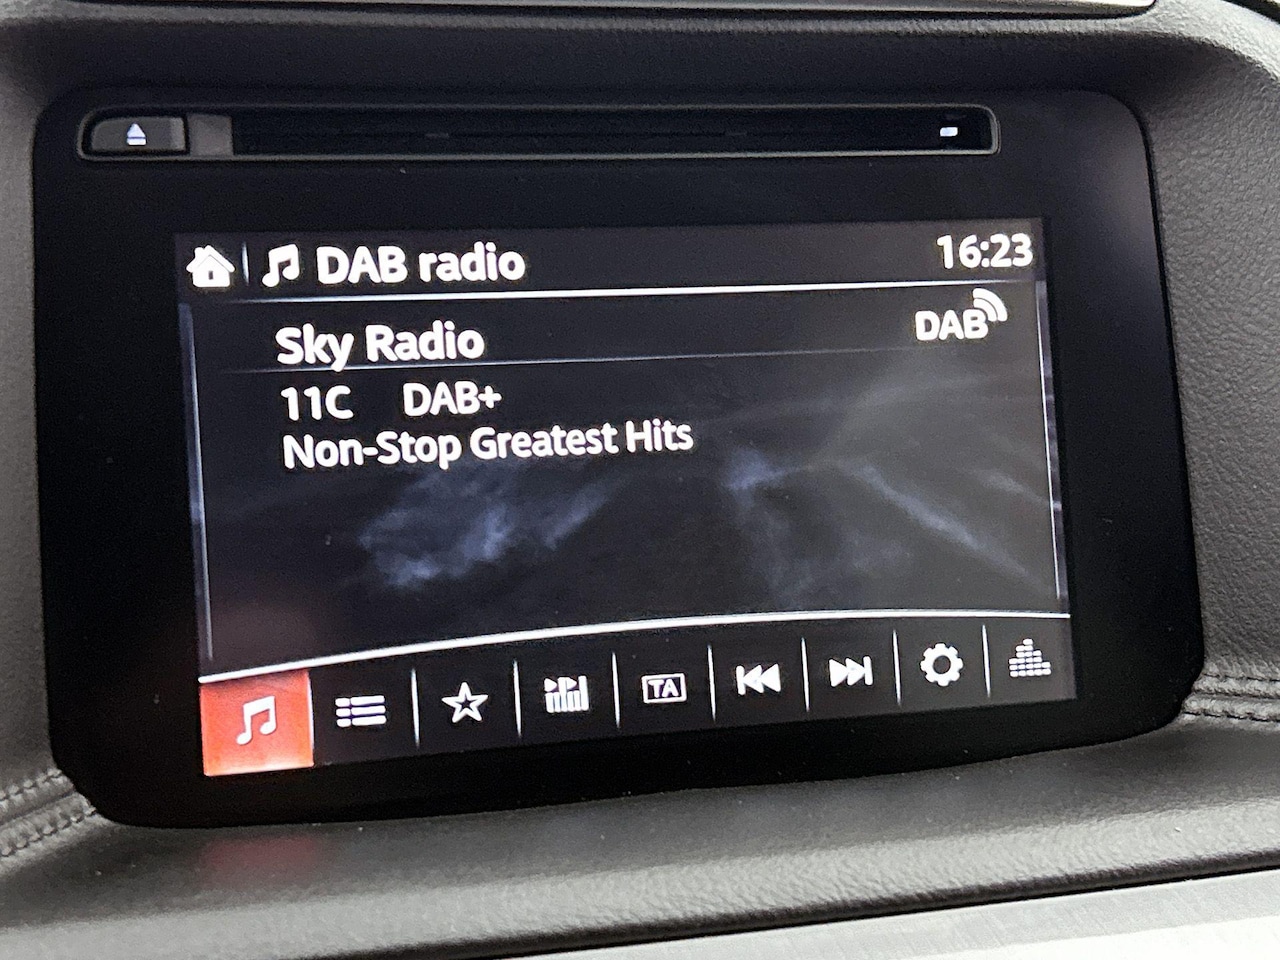 DAB radio 16:23
Sky Radio DAB
11C DAB+
Non-Stop Greatest Hits
TA